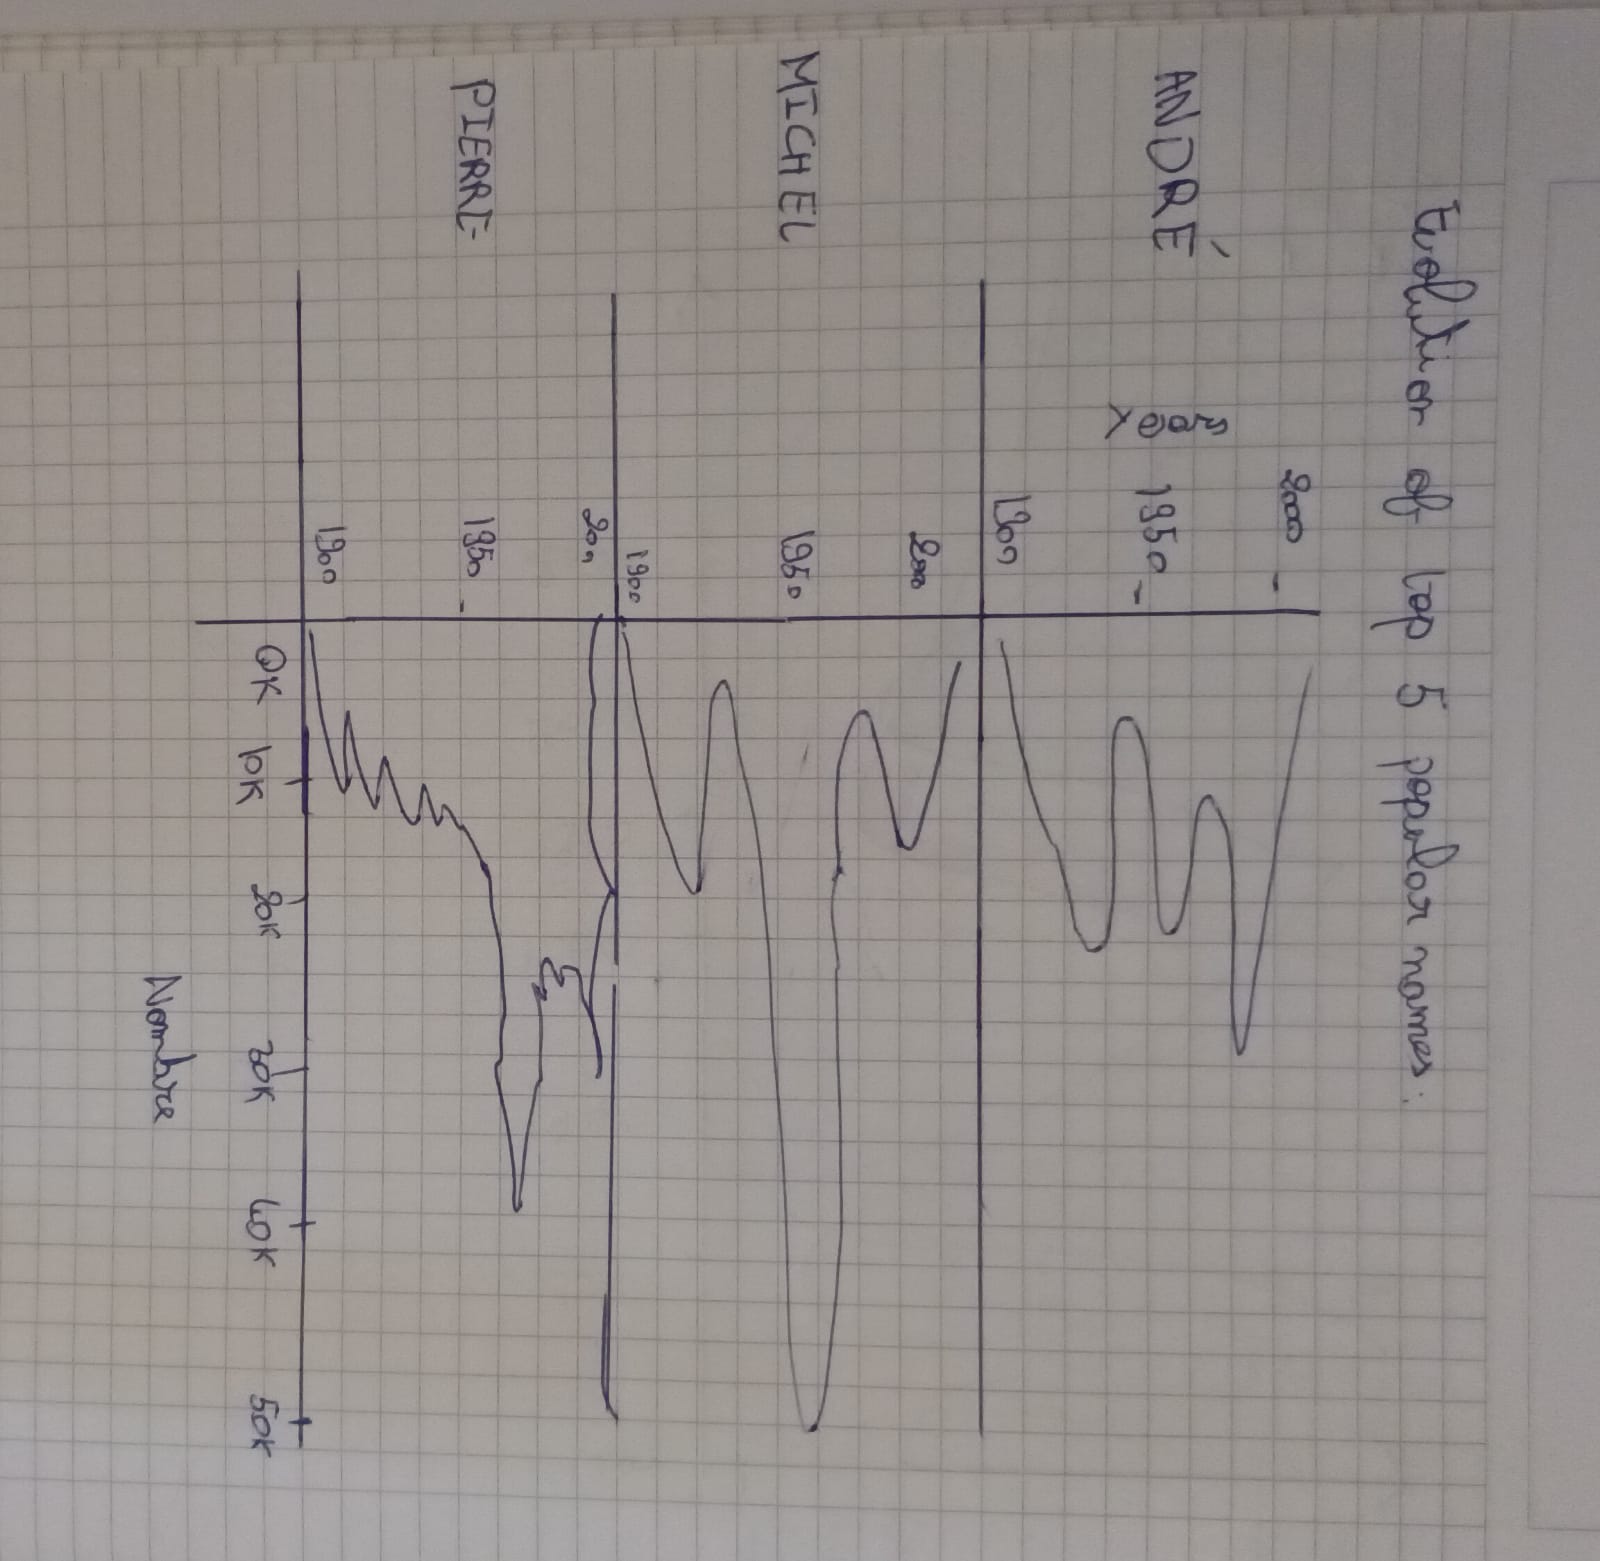 Evolution of top 5 popular names:
2000
ANDRÉ
Years
1950
1900
2000
MICHEL
1950
1900
2000
PIERRE
1950
1900
0K 10K 20K 30K 40K 50K
Nombre